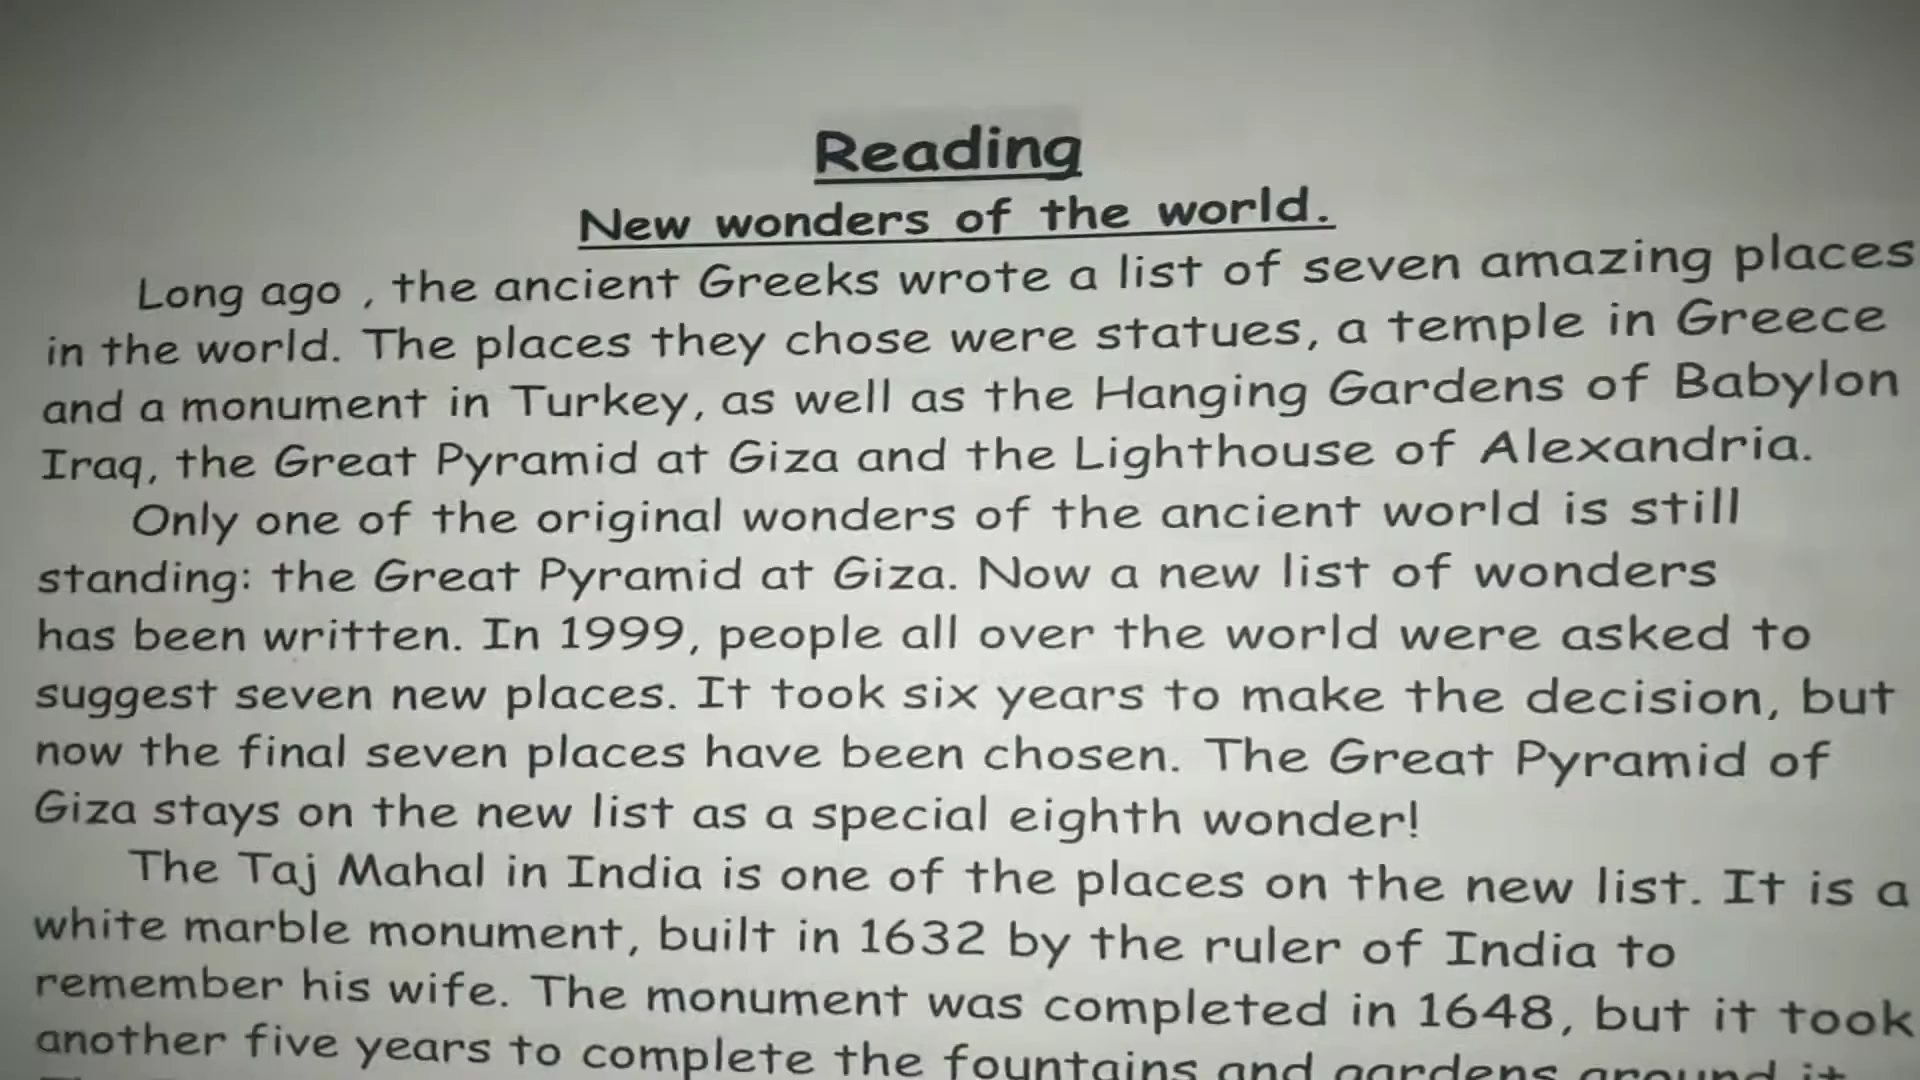 Reading
New wonders of the world.
Long ago , the ancient Greeks wrote a list of seven amazing places
in the world. The places they chose were statues, a temple in Greece
and a monument in Turkey, as well as the Hanging Gardens of Babylon
Iraq, the Great Pyramid at Giza and the Lighthouse of Alexandria.
Only one of the original wonders of the ancient world is still
standing: the Great Pyramid at Giza. Now a new list of wonders
has been written. In 1999, people all over the world were asked to
suggest seven new places. It took six years to make the decision, but
now the final seven places have been chosen. The Great Pyramid of
Giza stays on the new list as a special eighth wonder!
The Taj Mahal in India is one of the places on the new list. It is a
white marble monument, built in 1632 by the ruler of India to
remember his wife. The monument was completed in 1648, but it took
another five years to complete the fountains and gardens around it